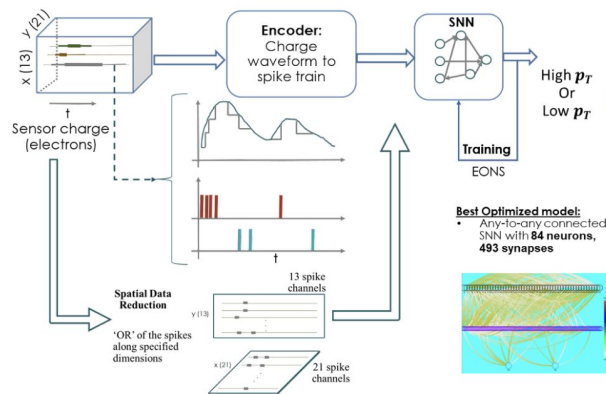 y (21)
x (13)
t
Sensor charge
(electrons)
Encoder:
Charge
waveform to
spike train
SNN
High pT
Or
Low pT
Training
EONS
t
Best Optimized model:
• Any-to-any connected
SNN with 84 neurons,
493 synapses
Spatial Data
Reduction
'OR' of the spikes
along specified
dimensions
13 spike
channels
y (13)
x (21)
21 spike
channels